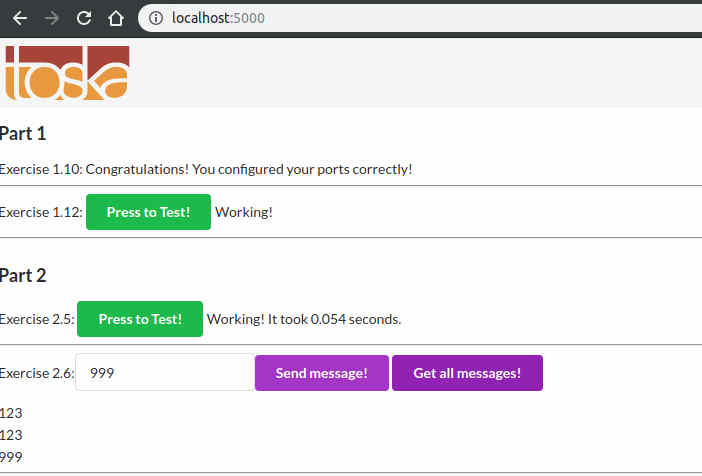 localhost:5000
toska
Part 1
Exercise 1.10: Congratulations! You configured your ports correctly!
Exercise 1.12: Press to Test! Working!
Part 2
Exercise 2.5: Press to Test! Working! It took 0.054 seconds.
Exercise 2.6: 999 Send message! Get all messages!
123
123
999